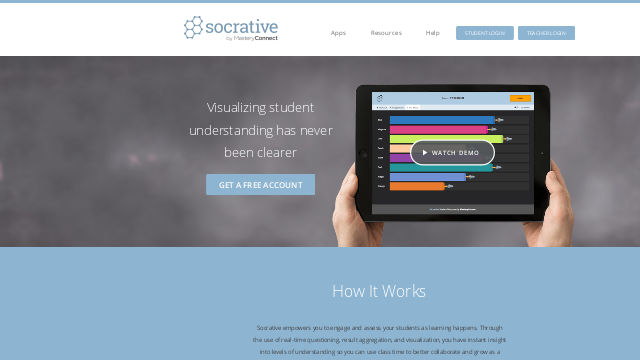 socrative
by MasteryConnect
Apps
Resources
Help
STUDENT LOGIN
TEACHER LOGIN
Visualizing student
understanding has never
been clearer
GET A FREE ACCOUNT
WATCH DEMO
How It Works
Socrative empowers you to engage and assess your students as learning happens. Through
the use of real-time questioning, result aggregation, and visualization, you have instant insight
into levels of understanding so you can use class time to better collaborate and grow as a